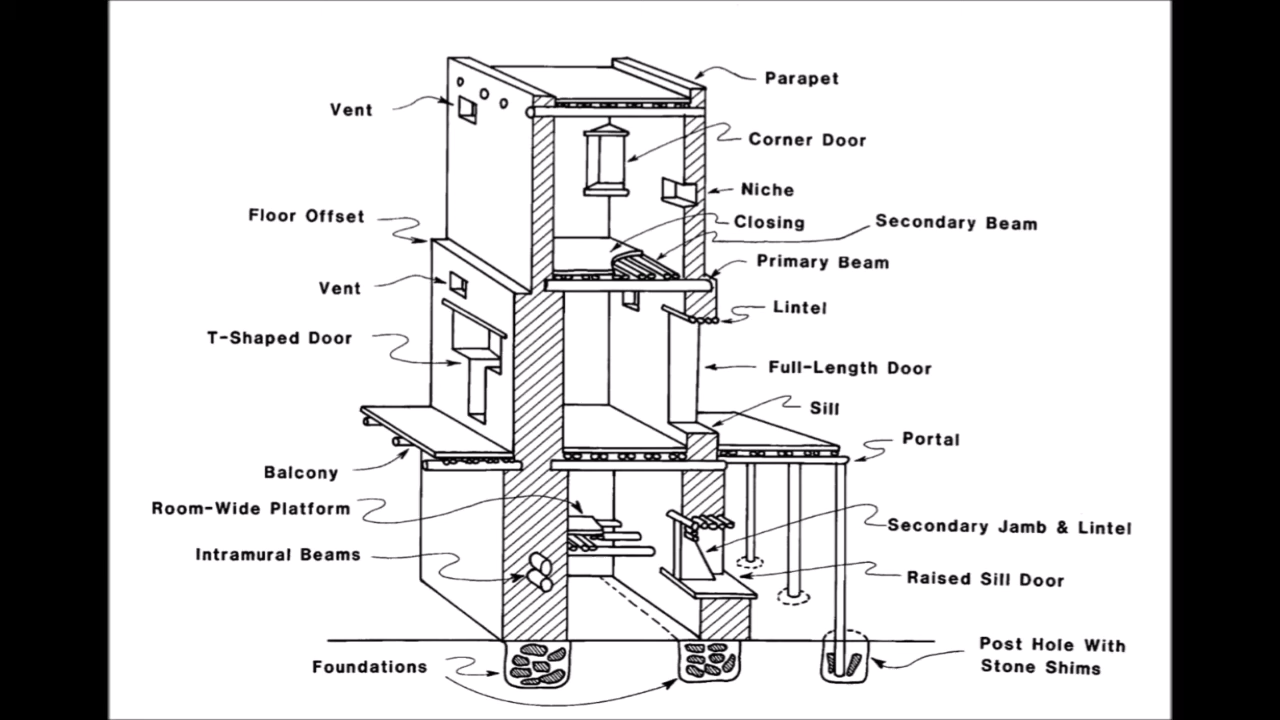 Parapet
Vent
Corner Door
Niche
Floor Offset
Closing
Secondary Beam
Primary Beam
Vent
Lintel
T-Shaped Door
Full-Length Door
Sill
Portal
Balcony
Room-Wide Platform
Secondary Jamb & Lintel
Intramural Beams
Raised Sill Door
Post Hole With
Stone Shims
Foundations